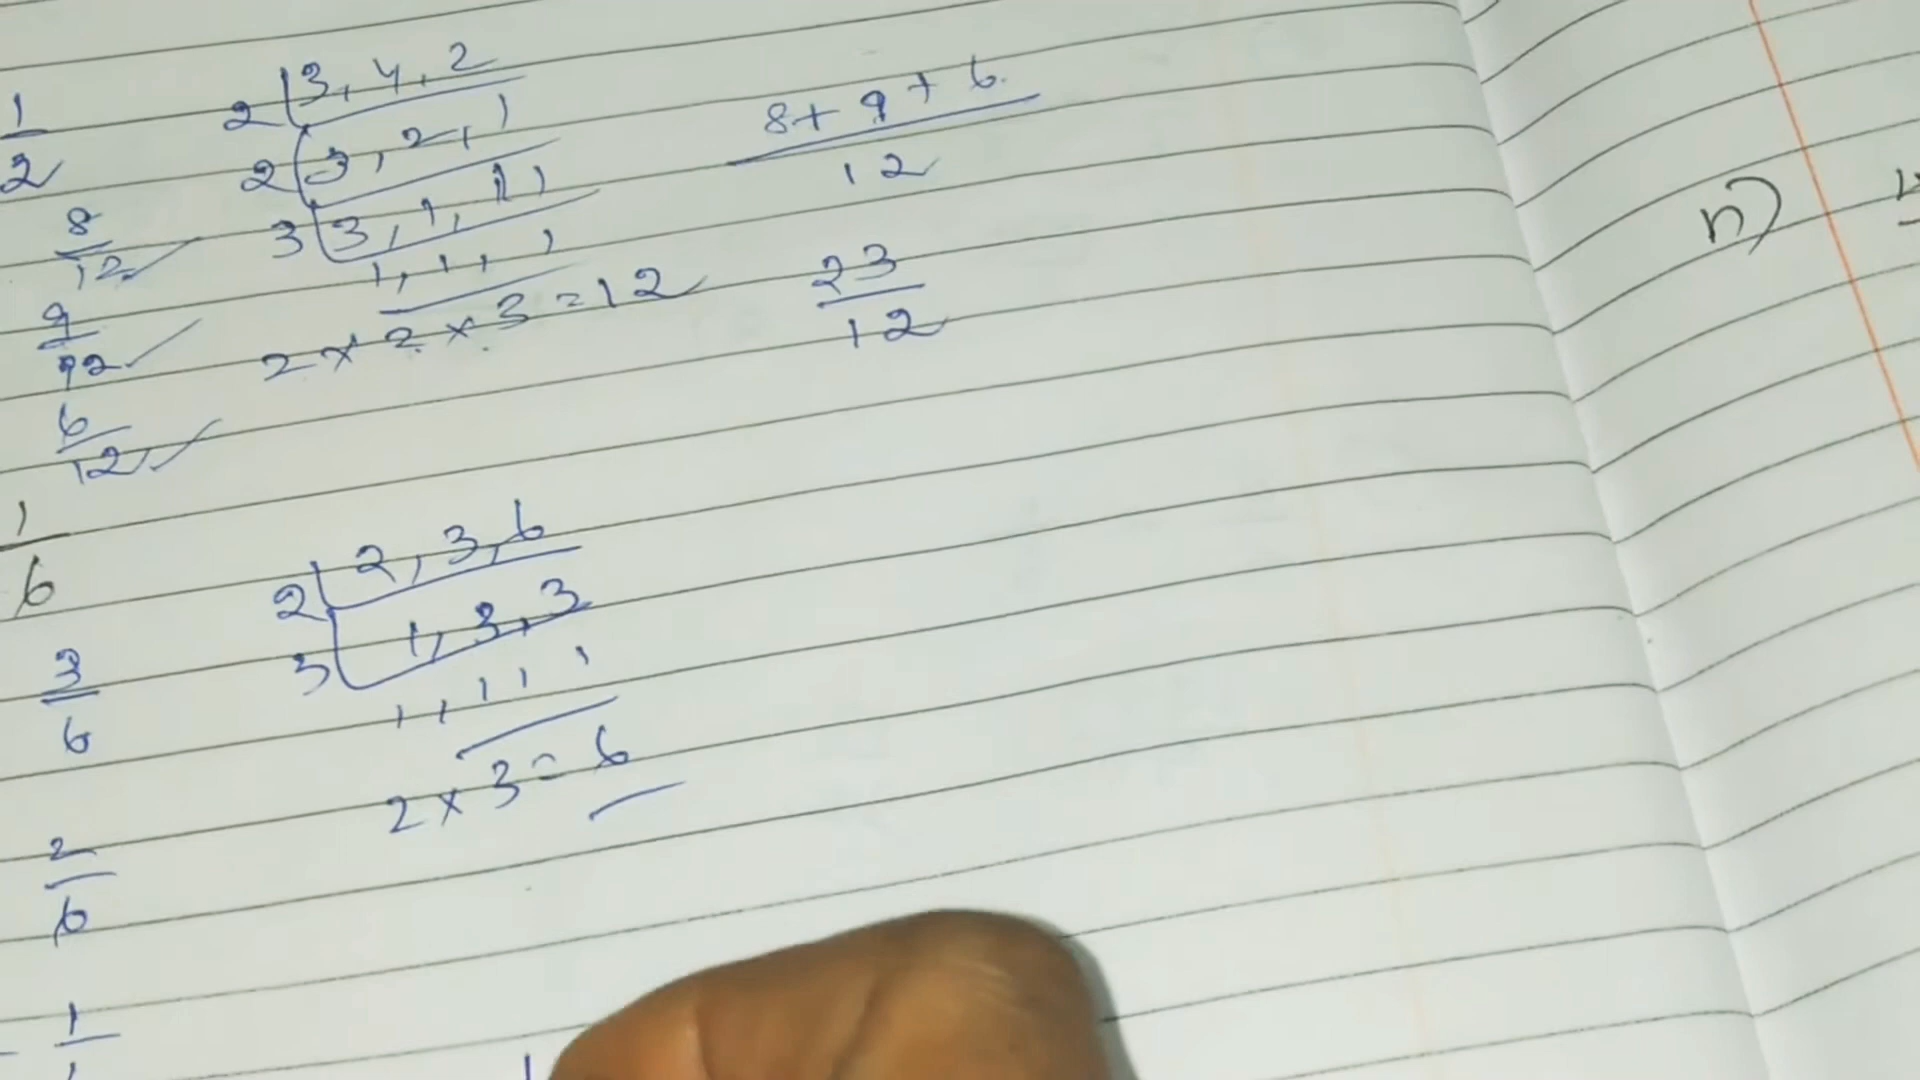 1/2
2 | 3, 4, 2
2 | 3, 2, 1
3 | 3, 1, 1
1, 1, 1
2 × 2 × 3 = 12
8/12
9/12
6/12
8 + 9 + 6
12
23/12
1/6
2 | 2, 3, 6
3 | 1, 3, 3
1, 1, 1
2 × 3 = 6
3/6
2/6
n)